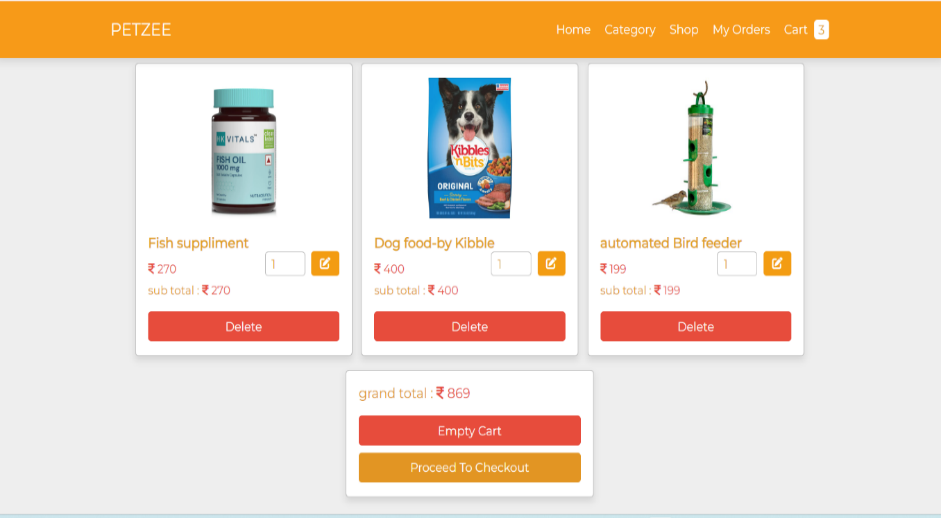 PETZEE
Home Category Shop My Orders Cart 3
HK VITALS™
FISH OIL
1000 mg
Kibbles
'n Bits
ORIGINAL
Fish suppliment
₹ 270
1
sub total : ₹ 270
Delete
Dog food-by Kibble
₹ 400
1
sub total : ₹ 400
Delete
automated Bird feeder
₹ 199
1
sub total : ₹ 199
Delete
grand total : ₹ 869
Empty Cart
Proceed To Checkout